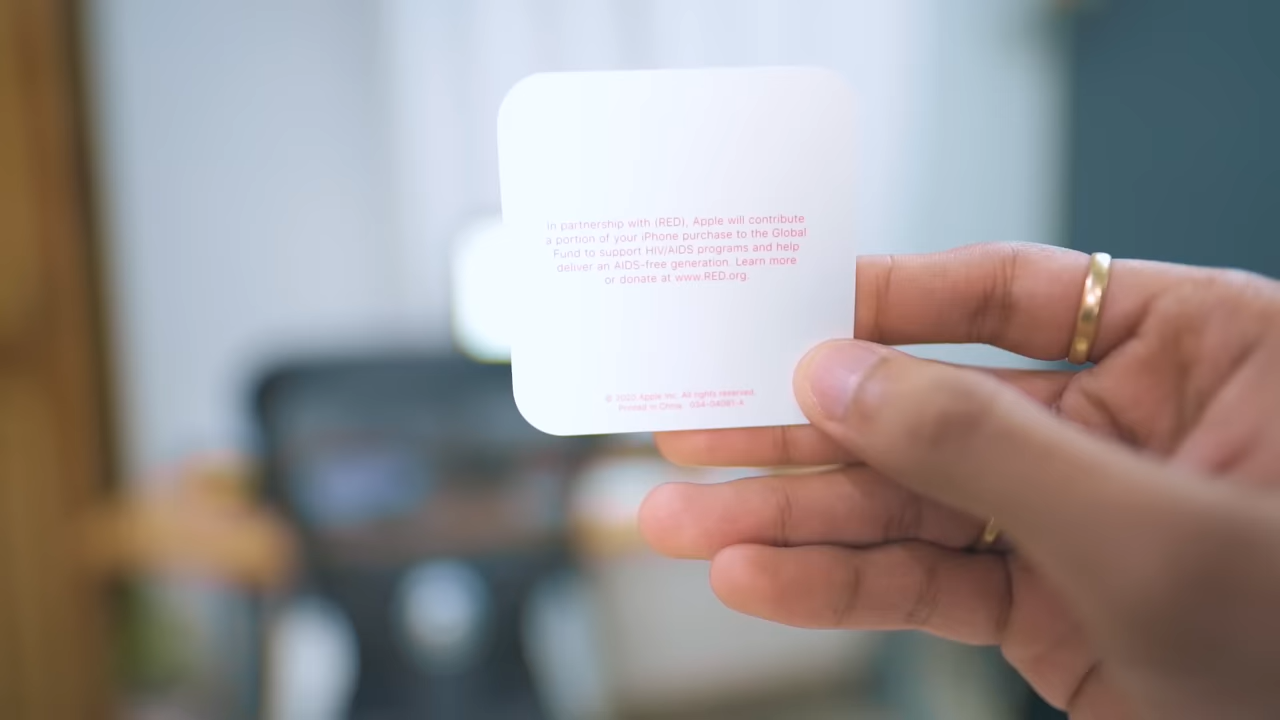 In partnership with (RED), Apple will contribute
a portion of your iPhone purchase to the Global
Fund to support HIV/AIDS programs and help
deliver an AIDS-free generation. Learn more
or donate at www.RED.org.
Apple Inc. All rights reserved.
Printed in China.